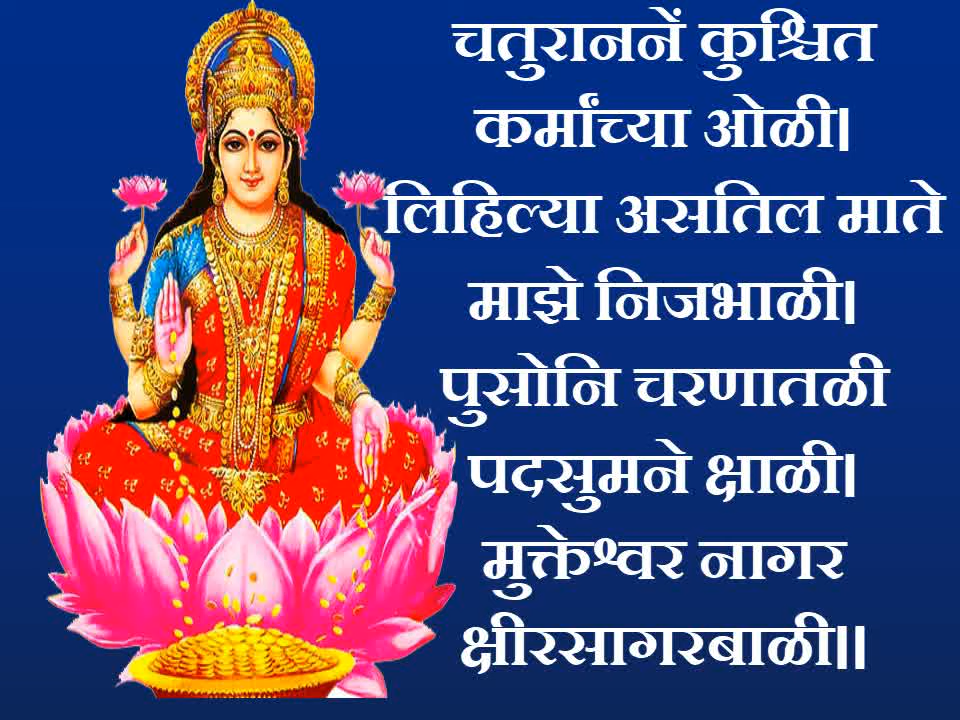 चतुराननें कुश्चित
कर्मांच्या ओळी।
लिहिल्या असतिल माते
माझे निजभाळी।
पुसोनि चरणातळी
पदसुमने क्षाळी।
मुक्तेश्वर नागर
क्षीरसागरबाळी॥